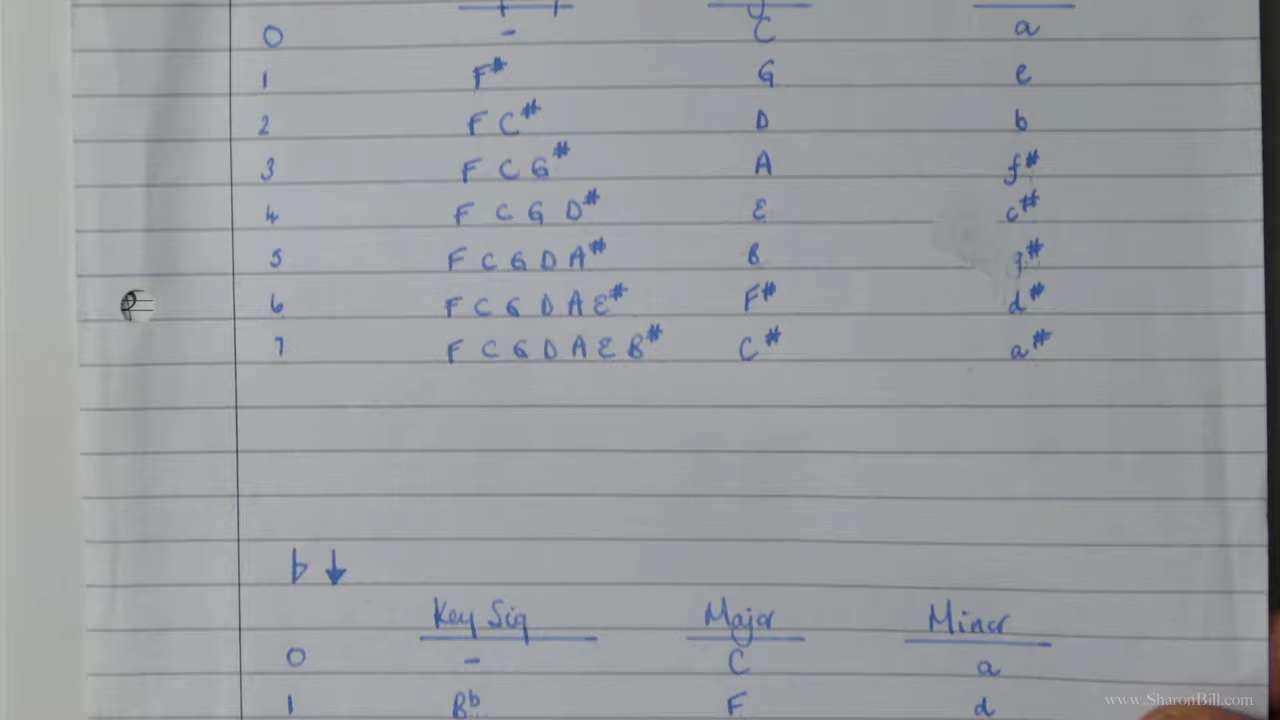 0 - C a
1 F# G e
2 F C# D b
3 F C G# A f#
4 F C G D# E c#
5 F C G D A# B g#
6 F C G D A E# F# d#
7 F C G D A E B# C# a#
b ↓
Key Sig Major Minor
0 - C a
1 Bb F d
www.SharonBill.com